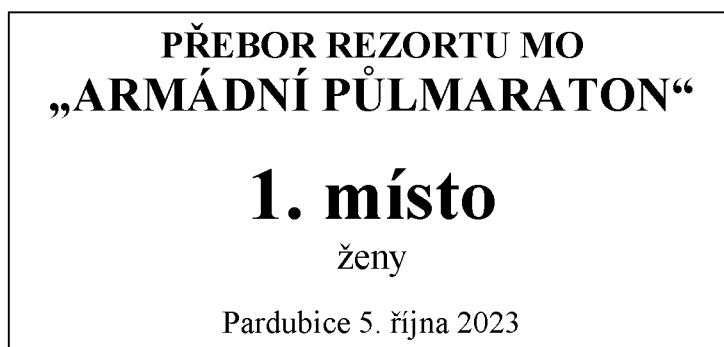 PŘEBOR REZORTU MO
„ARMÁDNÍ PŮLMARATON“
1. místo
ženy
Pardubice 5. října 2023